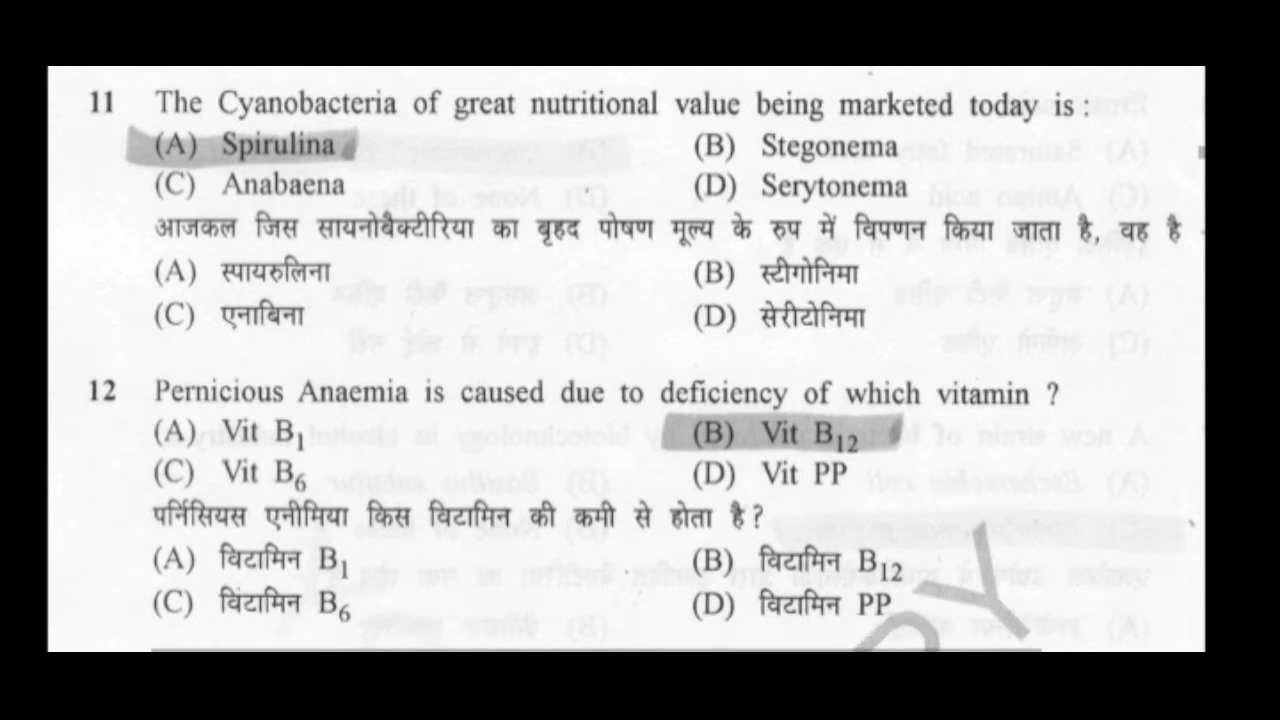 11 The Cyanobacteria of great nutritional value being marketed today is :
(A) Spirulina (B) Stegonema
(C) Anabaena (D) Serytonema
आजकल जिस सायनोबैक्टीरिया का बृहद पोषण मूल्य के रुप में विपणन किया जाता है, वह है
(A) स्पायरुलिना (B) स्टीगोनिमा
(C) एनाबिना (D) सेरीटोनिमा
12 Pernicious Anaemia is caused due to deficiency of which vitamin ?
(A) Vit B₁ (B) Vit B₁₂
(C) Vit B₆ (D) Vit PP
पर्निसियस एनीमिया किस विटामिन की कमी से होता है ?
(A) विटामिन B₁ (B) विटामिन B₁₂
(C) विटामिन B₆ (D) विटामिन PP